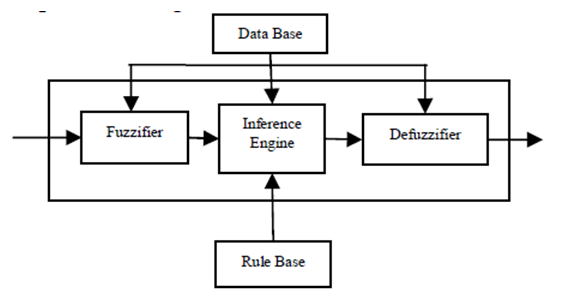 Data Base
Fuzzifier
Inference
Engine
Defuzzifier
Rule Base